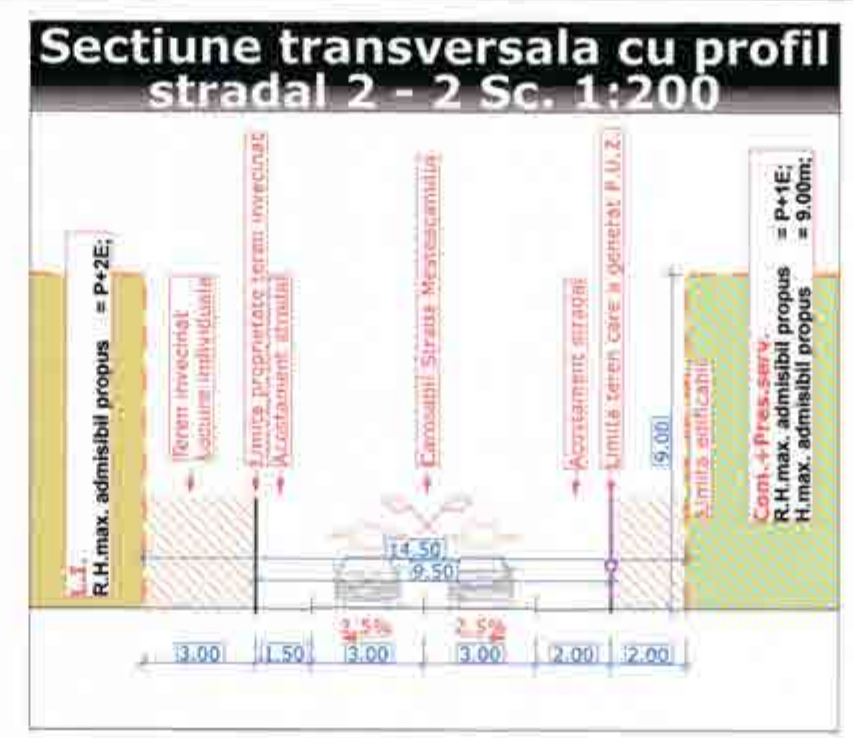 Sectiune transversala cu profil
stradal 2 - 2 Sc. 1:200
L.I.
R.H.max. admisibil propus = P+2E;
Teren invecinat
Locuire individuala
Limita proprietate teren invecinat
Acostament stradal
Carosabil Strada
Acostament stradal
Limita teren care a generat P.U.Z.
9.00
Limita edificabil
Com.+Pres.serv.
R.H.max. admisibil propus = P+1E;
H.max. admisibil propus = 9.00m;
14.50
9.50
2.5% 2.5%
3.00 1.50 3.00 3.00 2.00 2.00